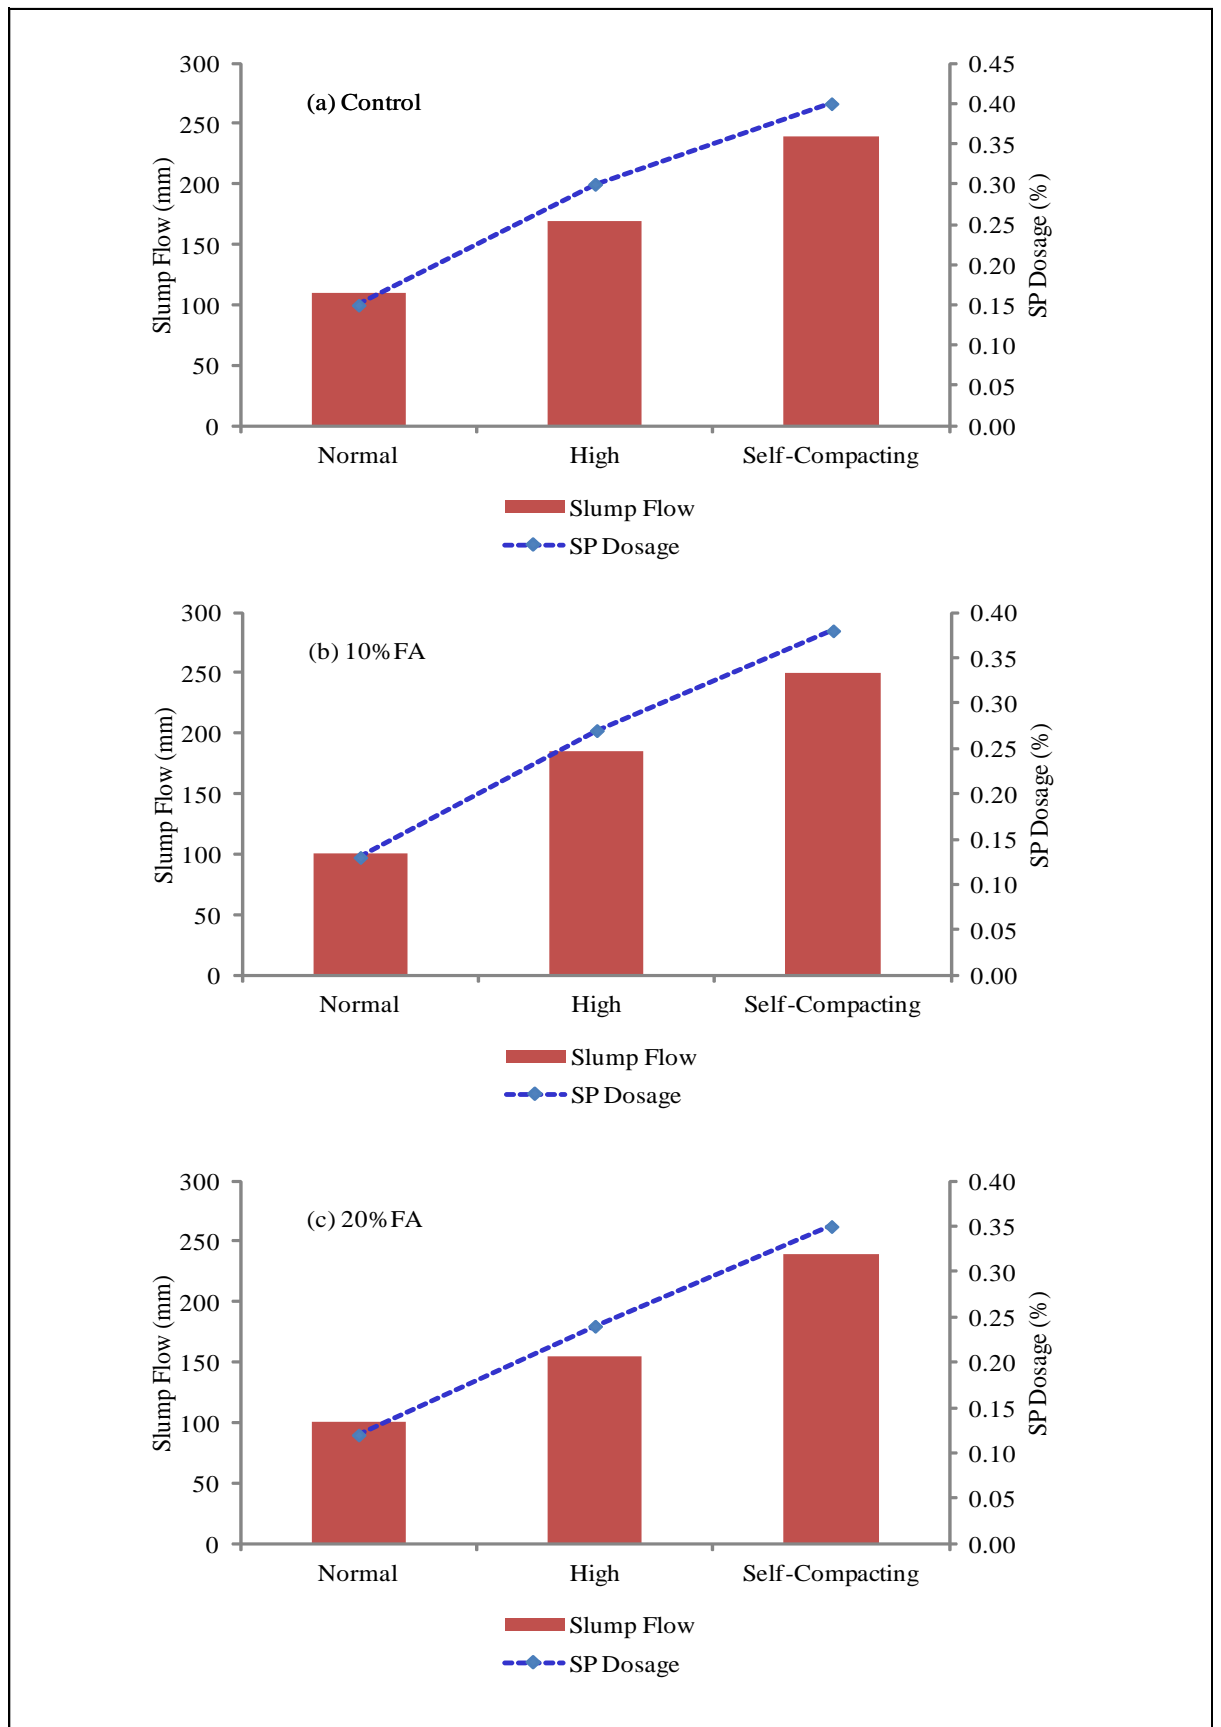 (a) Control
Slump Flow (mm)
300
250
200
150
100
50
0
SP Dosage (%)
0.45
0.40
0.35
0.30
0.25
0.20
0.15
0.10
0.05
0.00
Normal High Self-Compacting
Slump Flow
SP Dosage
(b) 10%FA
Slump Flow (mm)
300
250
200
150
100
50
0
SP Dosage (%)
0.40
0.35
0.30
0.25
0.20
0.15
0.10
0.05
0.00
Normal High Self-Compacting
Slump Flow
SP Dosage
(c) 20%FA
Slump Flow (mm)
300
250
200
150
100
50
0
SP Dosage (%)
0.40
0.35
0.30
0.25
0.20
0.15
0.10
0.05
0.00
Normal High Self-Compacting
Slump Flow
SP Dosage